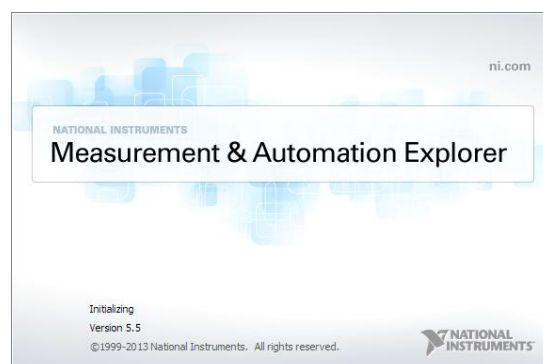 ni.com
NATIONAL INSTRUMENTS
Measurement & Automation Explorer
Initializing
Version 5.5
©1999-2013 National Instruments. All rights reserved.
NATIONAL
INSTRUMENTS